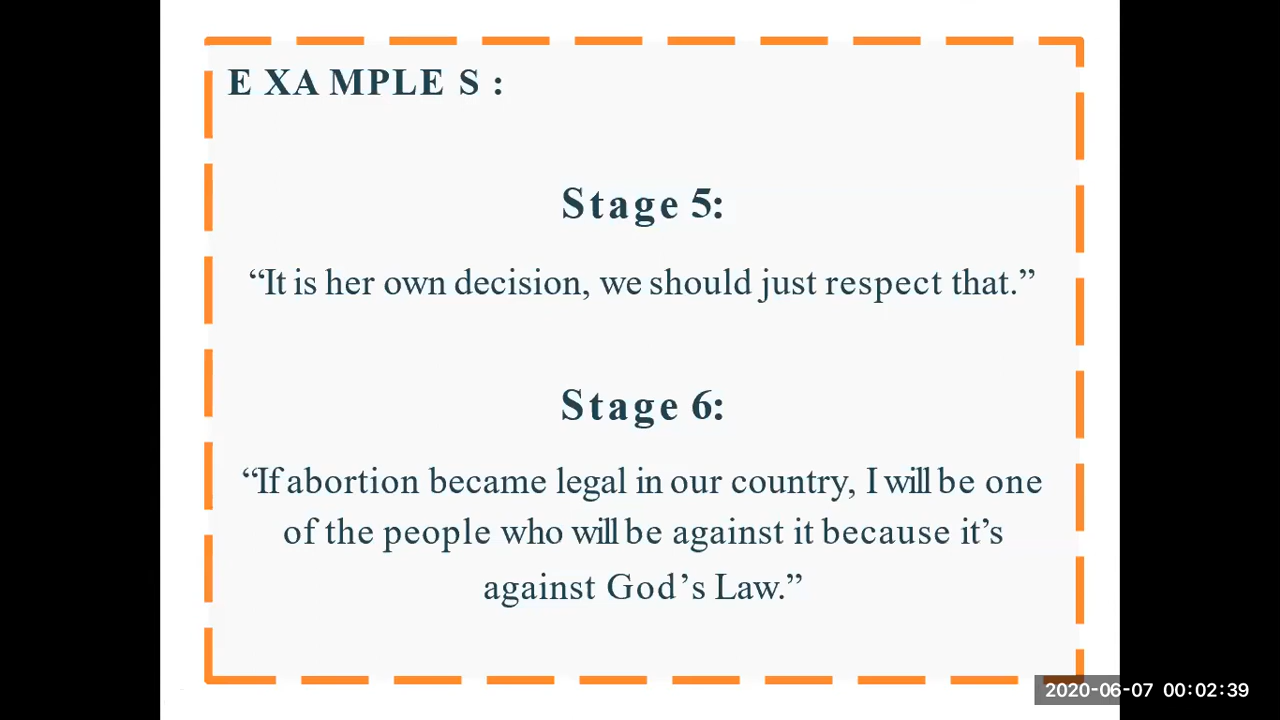 EXAMPLES:
Stage 5:
“It is her own decision, we should just respect that.”
Stage 6:
“If abortion became legal in our country, I will be one
of the people who will be against it because it’s
against God’s Law.”
2020-06-07 00:02:39